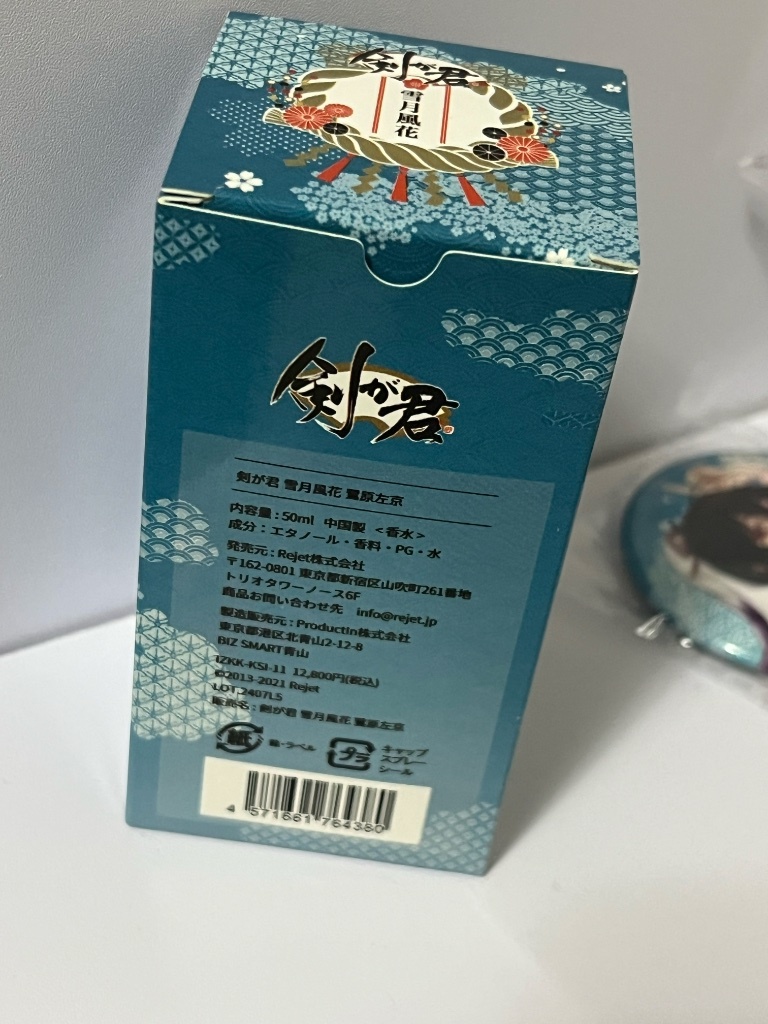 剣が君
雪月風花
剣が君
剣が君 雪月風花 鷺原左京
内容量 : 50ml 中国製 <香水>
成分 : エタノール・香料・PG・水
発売元 : Rejet株式会社
〒162-0801 東京都新宿区山吹町261番地
トリオタワーノース6F
商品お問い合わせ先 info@rejet.jp
製造販売元 : Productin株式会社
東京都港区北青山2-12-8
BIZ SMART青山
IZKK-KSI-11 12,800円(税込)
©2013-2021 Rejet
LOT.2407L5
販売名 : 剣が君 雪月風花 鷺原左京
紙 箱・ラベル
プラ キャップ
スプレー
シール
4 571661 764380